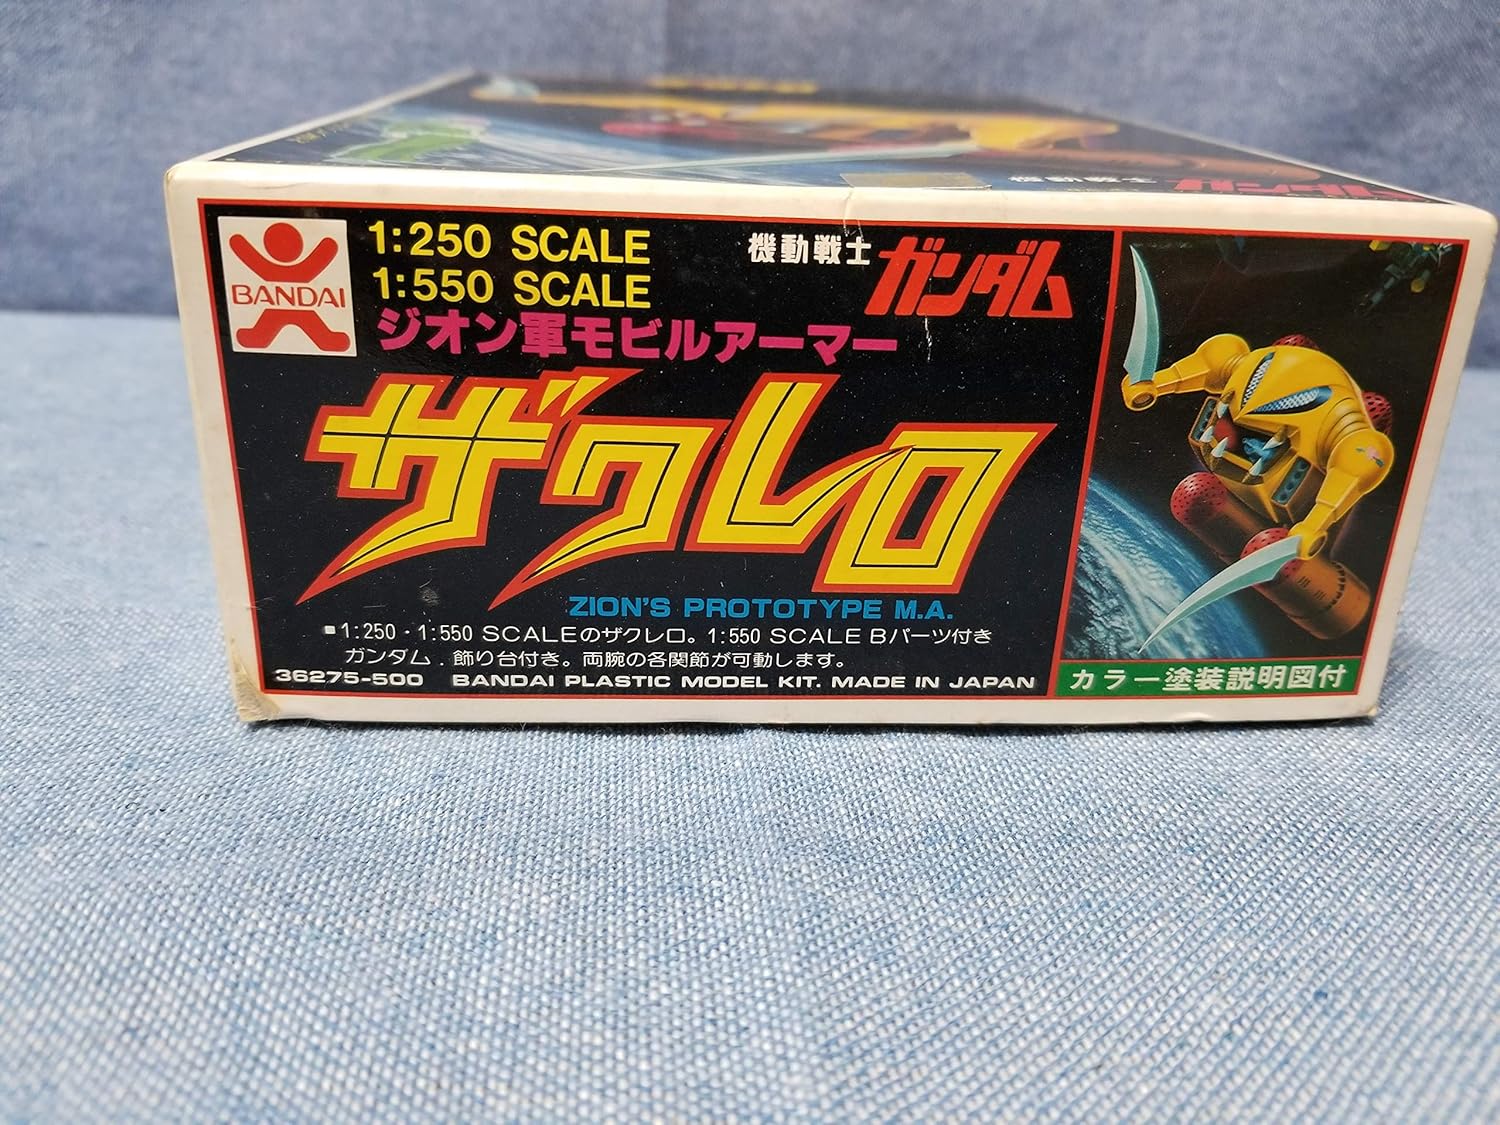 BANDAI
1:250 SCALE
1:550 SCALE
機動戦士 ガンダム
ジオン軍モビルアーマー
ザクレロ
ZION'S PROTOTYPE M.A.
■1:250・1:550 SCALEのザクレロ。1:550 SCALE Bパーツ付き
ガンダム．飾り台付き。両腕の各関節が可動します。
36275-500 BANDAI PLASTIC MODEL KIT. MADE IN JAPAN
カラー塗装説明図付